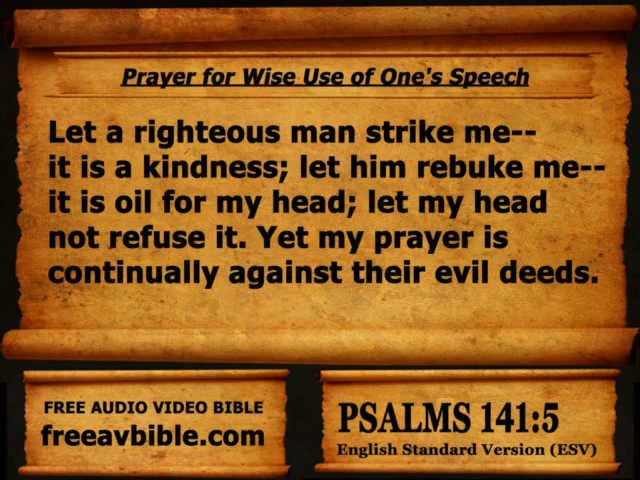 Prayer for Wise Use of One's Speech
Let a righteous man strike me--
it is a kindness; let him rebuke me--
it is oil for my head; let my head
not refuse it. Yet my prayer is
continually against their evil deeds.
FREE AUDIO VIDEO BIBLE
freeavbible.com
PSALMS 141:5
English Standard Version (ESV)